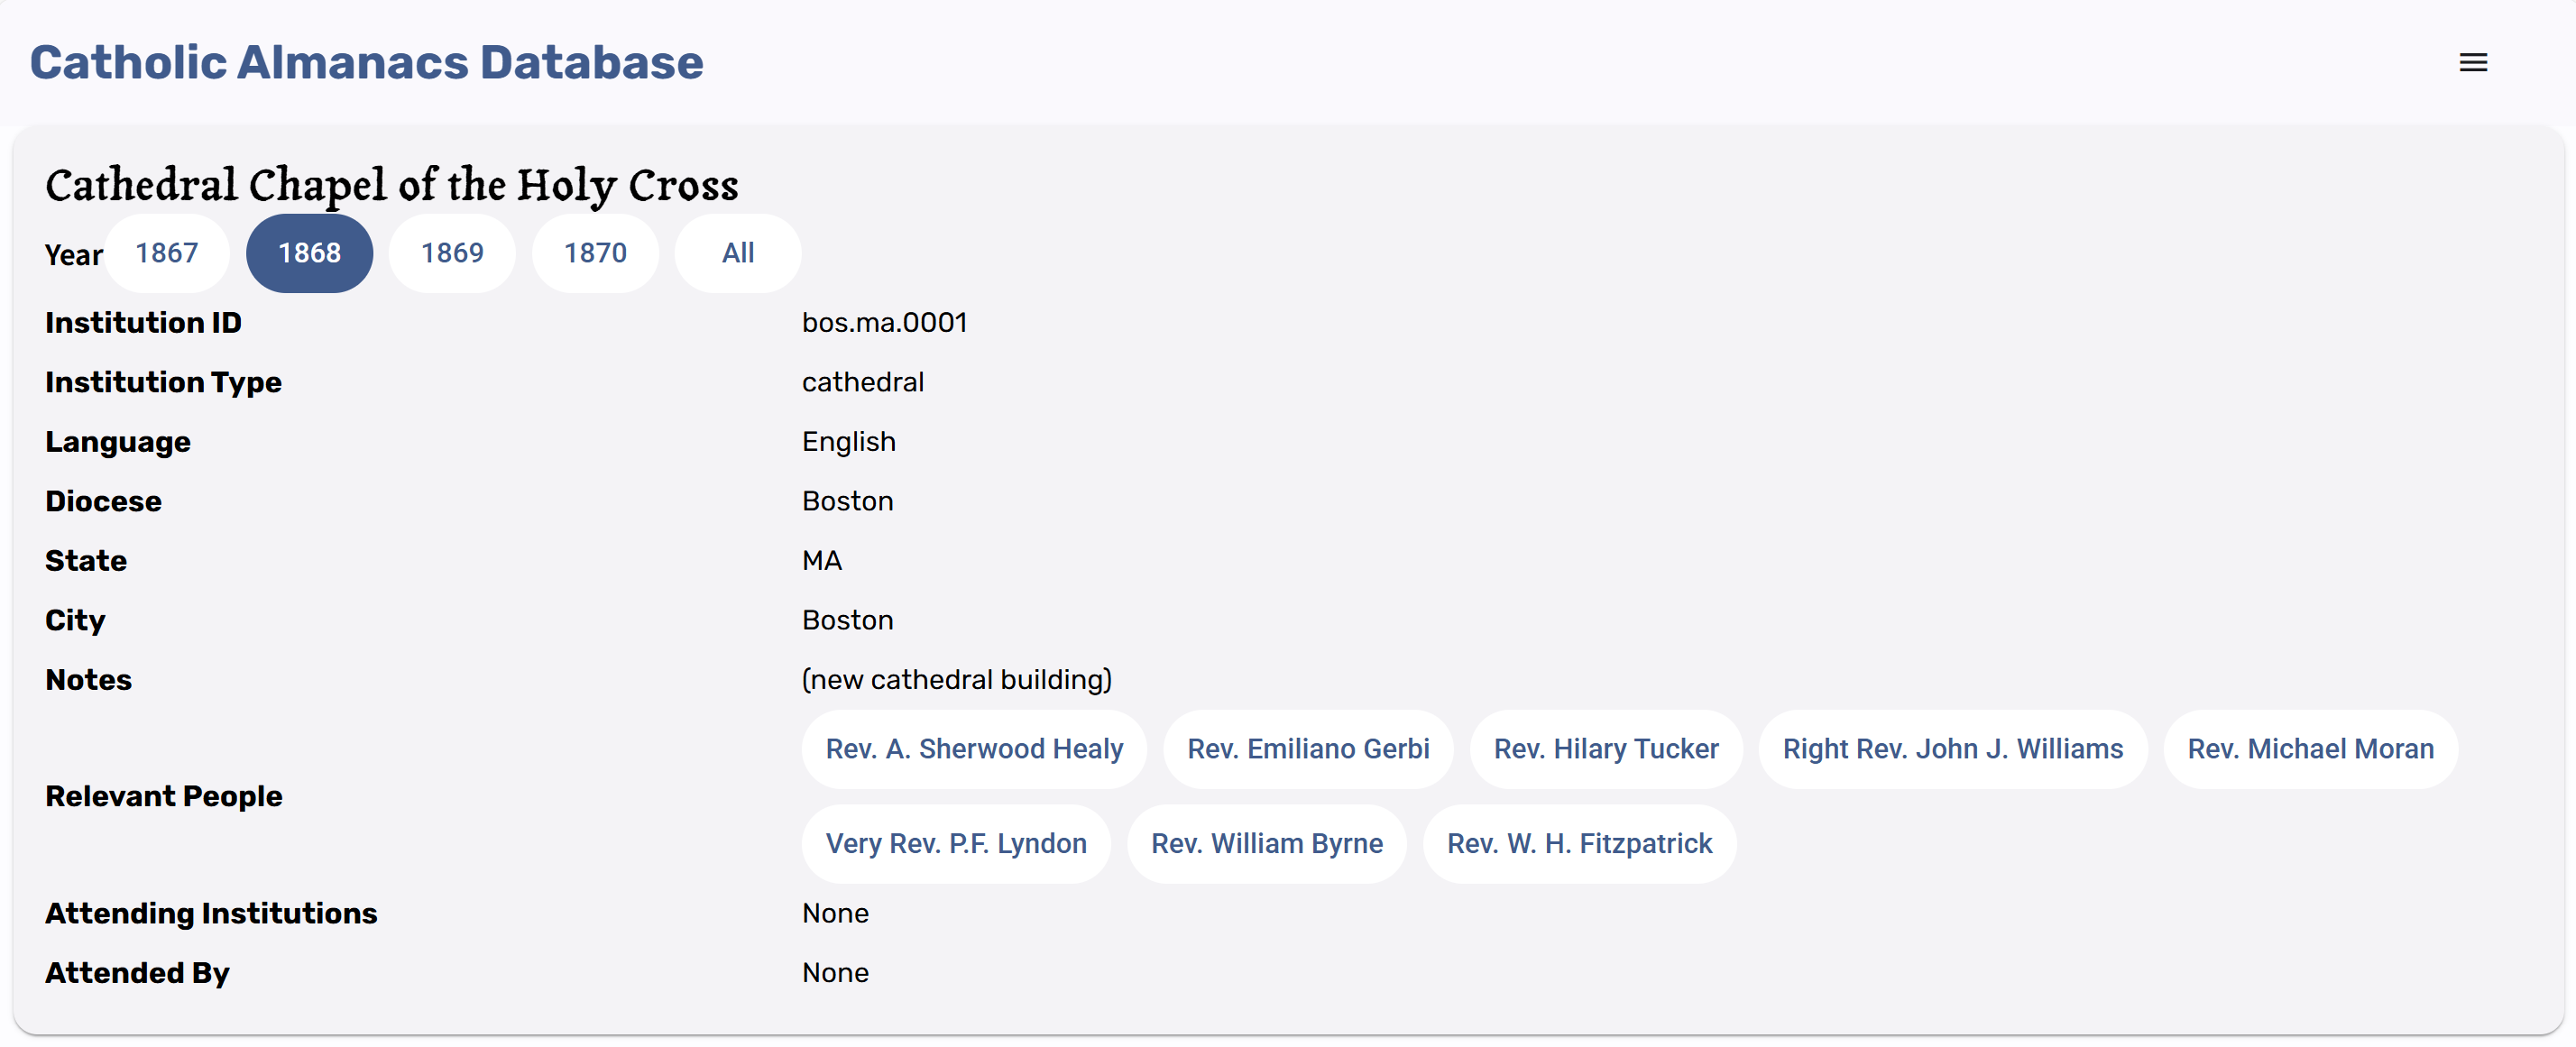 Catholic Almanacs Database
Cathedral Chapel of the Holy Cross
Year 1867 1868 1869 1870 All
Institution ID bos.ma.0001
Institution Type cathedral
Language English
Diocese Boston
State MA
City Boston
Notes (new cathedral building)
Relevant People
Rev. A. Sherwood Healy Rev. Emiliano Gerbi Rev. Hilary Tucker Right Rev. John J. Williams Rev. Michael Moran
Very Rev. P.F. Lyndon Rev. William Byrne Rev. W. H. Fitzpatrick
Attending Institutions None
Attended By None